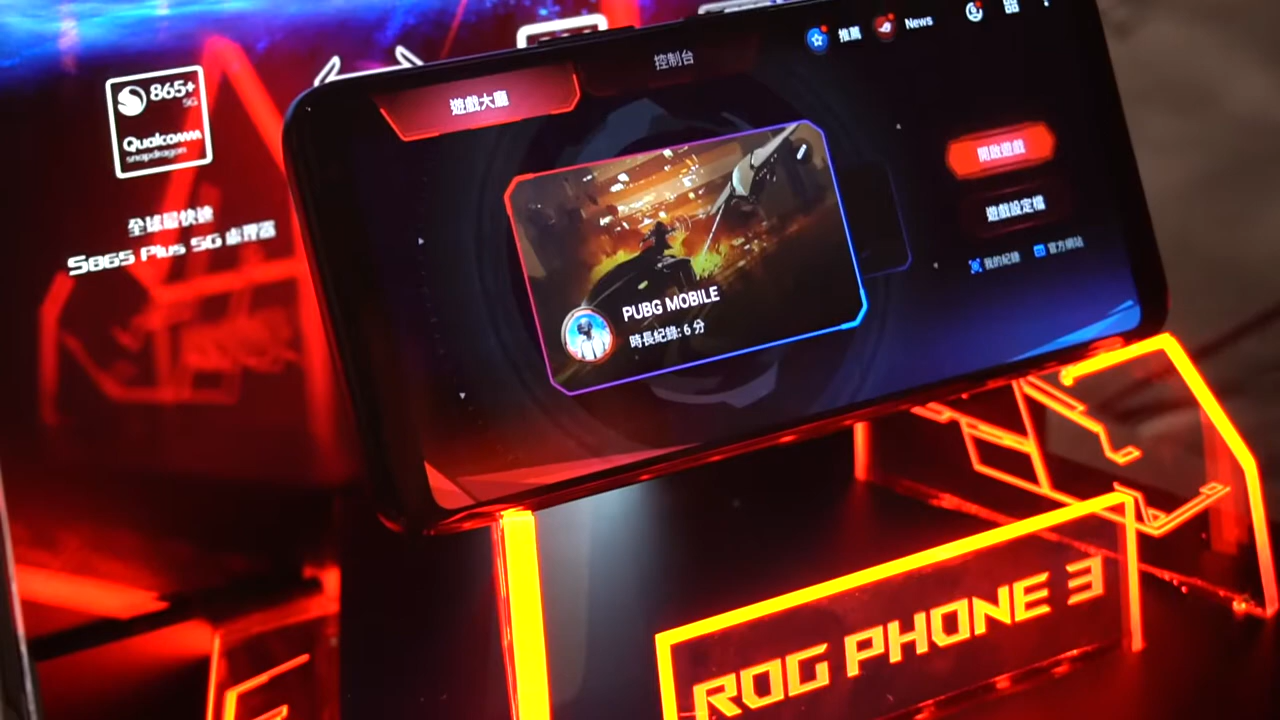 865+
5G
Qualcomm
snapdragon
全球最快速
S865 Plus 5G 處理器
遊戲大廳
控制台
推薦
News
開啟遊戲
遊戲設定檔
我的紀錄
官方網站
PUBG MOBILE
時長紀錄: 6 分
ROG PHONE 3